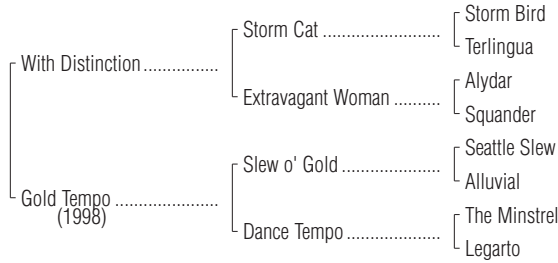 Storm Bird
Storm Cat ........................
Terlingua
With Distinction ...............
Alydar
Extravagant Woman ..........
Squander
Seattle Slew
Slew o' Gold ....................
Alluvial
Gold Tempo .....................
(1998)
The Minstrel
Dance Tempo ...................
Legarto